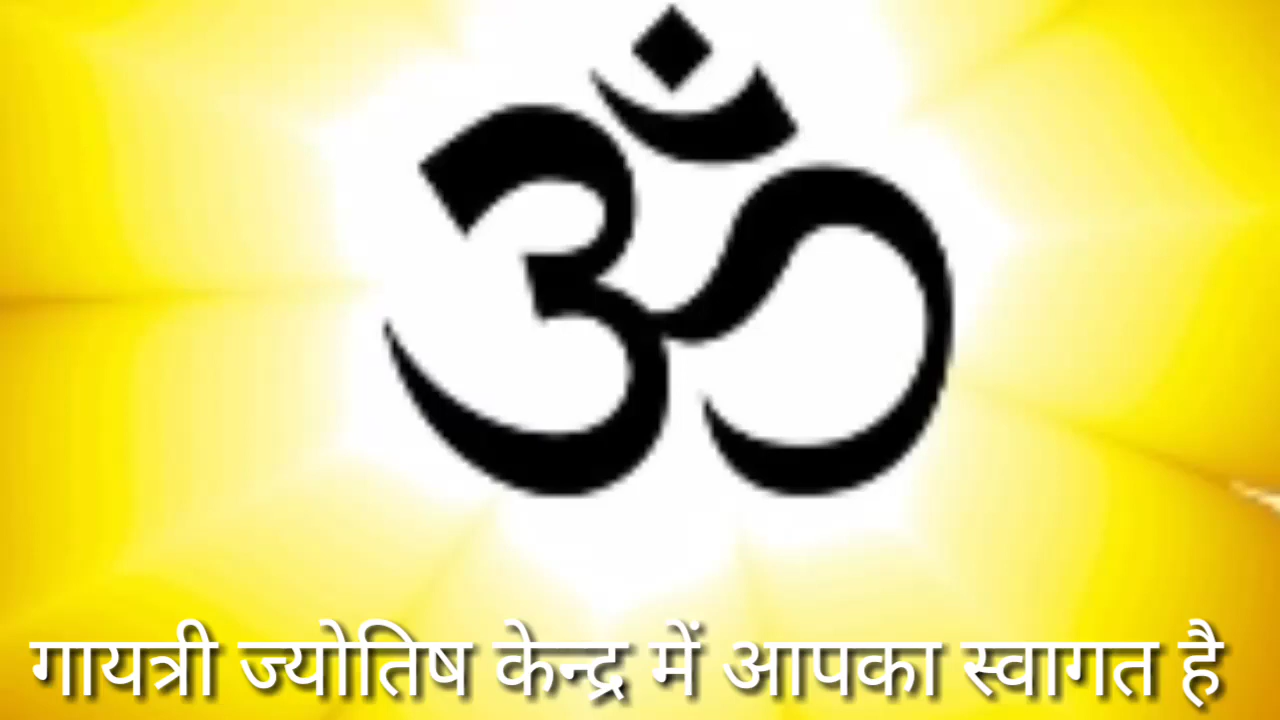 ॐ
गायत्री ज्योतिष केन्द्र में आपका स्वागत है